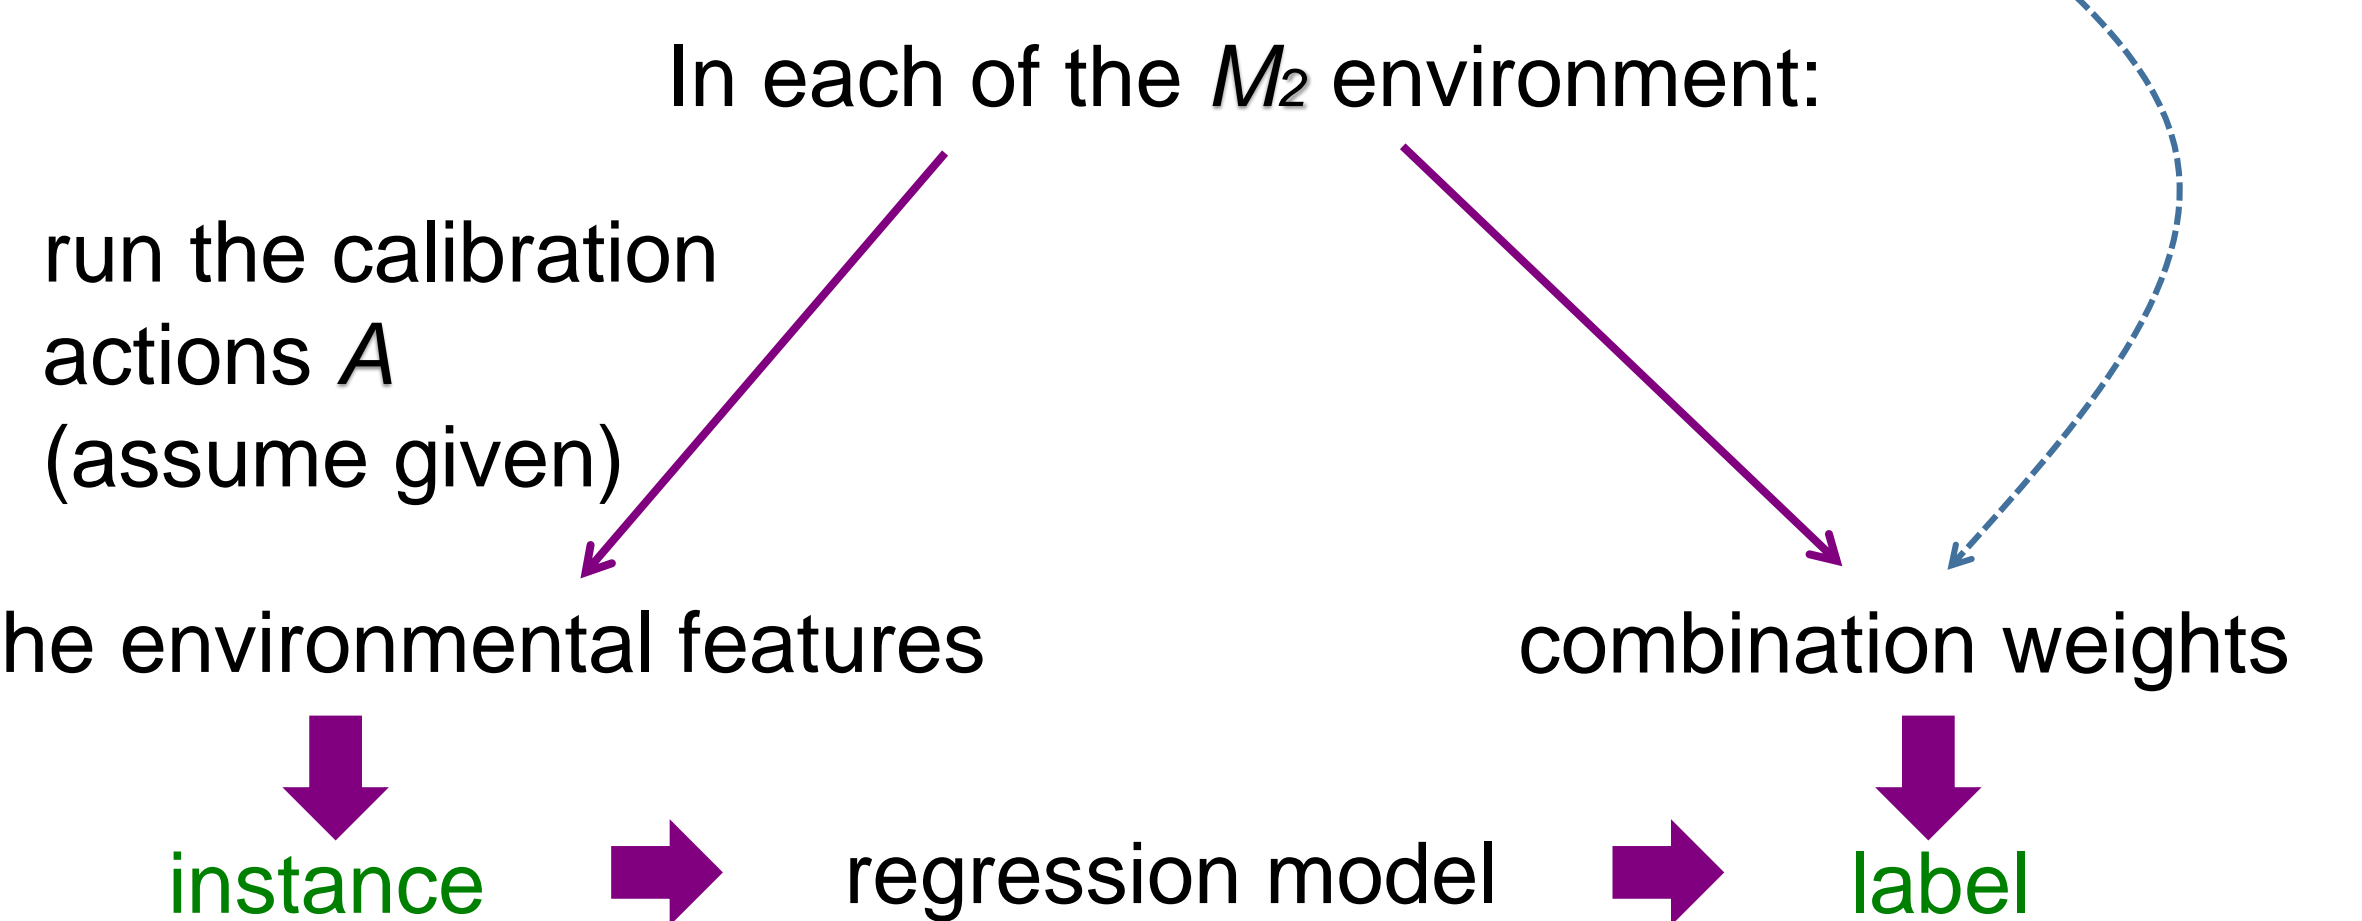 In each of the M2 environment:
run the calibration
actions A
(assume given)
he environmental features
combination weights
instance
regression model
label